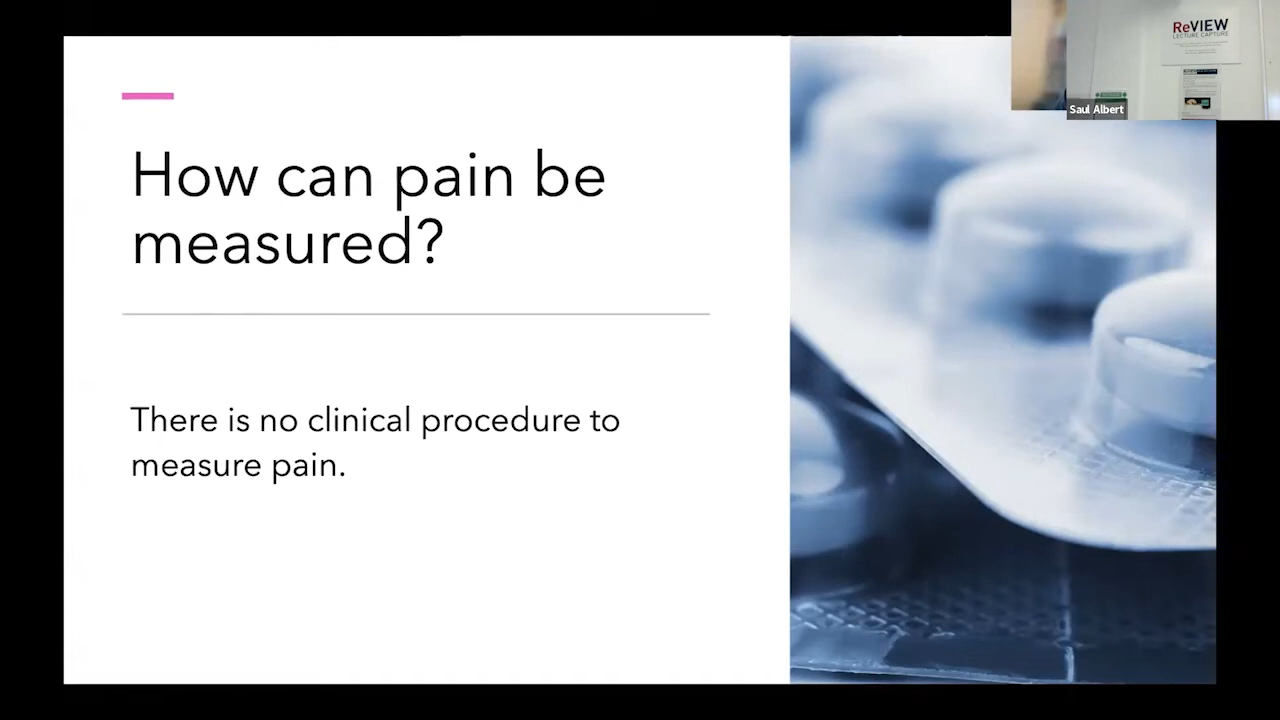 How can pain be
measured?
There is no clinical procedure to
measure pain.
ReVIEW
LECTURE CAPTURE
Saul Albert